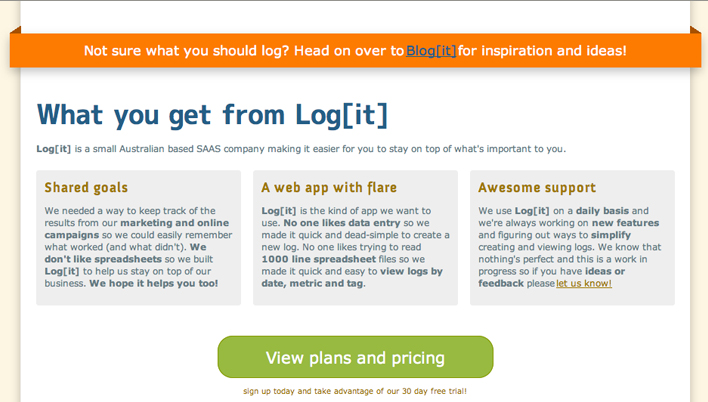 Not sure what you should log? Head on over to Blog[it] for inspiration and ideas!
What you get from Log[it]
Log[it] is a small Australian based SAAS company making it easier for you to stay on top of what's important to you.
Shared goals
We needed a way to keep track of the
results from our marketing and online
campaigns so we could easily remember
what worked (and what didn't). We
don't like spreadsheets so we built
Log[it] to help us stay on top of our
business. We hope it helps you too!
A web app with flare
Log[it] is the kind of app we want to
use. No one likes data entry so we
made it quick and dead-simple to create a
new log. No one likes trying to read
1000 line spreadsheet files so we
made it quick and easy to view logs by
date, metric and tag.
Awesome support
We use Log[it] on a daily basis and
we're always working on new features
and figuring out ways to simplify
creating and viewing logs. We know that
nothing's perfect and this is a work in
progress so if you have ideas or
feedback please let us know!
View plans and pricing
sign up today and take advantage of our 30 day free trial!